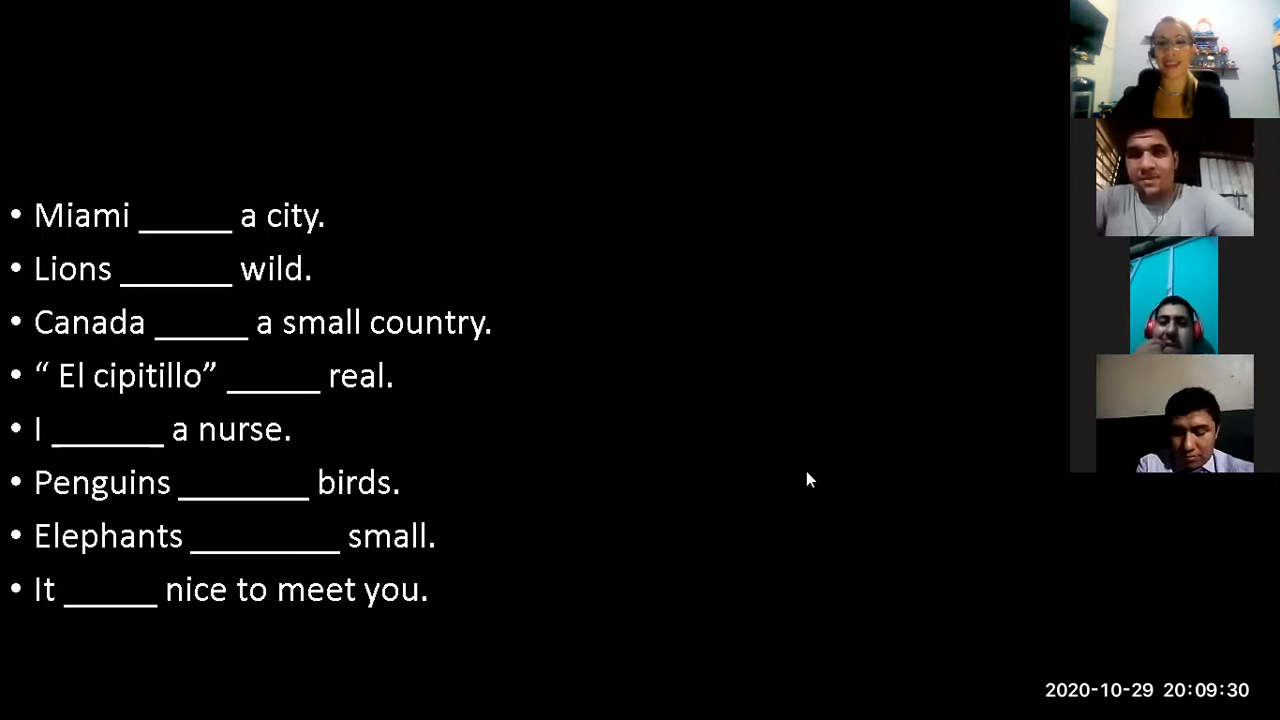 • Miami ______ a city.
• Lions _______ wild.
• Canada ______ a small country.
• “ El cipitillo” ______ real.
• I _______ a nurse.
• Penguins ________ birds.
• Elephants _________ small.
• It ______ nice to meet you.
2020-10-29 20:09:30